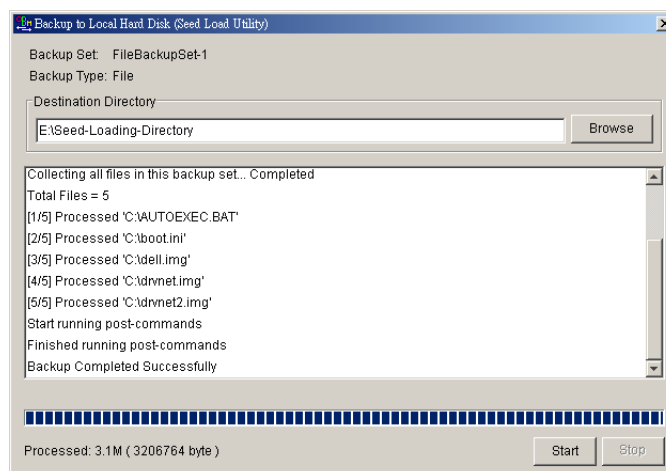 Backup to Local Hard Disk (Seed Load Utility)
Backup Set: FileBackupSet-1
Backup Type: File
Destination Directory
E:\Seed-Loading-Directory
Browse
Collecting all files in this backup set... Completed
Total Files = 5
[1/5] Processed 'C:\AUTOEXEC.BAT'
[2/5] Processed 'C:\boot.ini'
[3/5] Processed 'C:\dell.img'
[4/5] Processed 'C:\drvnet.img'
[5/5] Processed 'C:\drvnet2.img'
Start running post-commands
Finished running post-commands
Backup Completed Successfully
Processed: 3.1M ( 3206764 byte )
Start
Stop